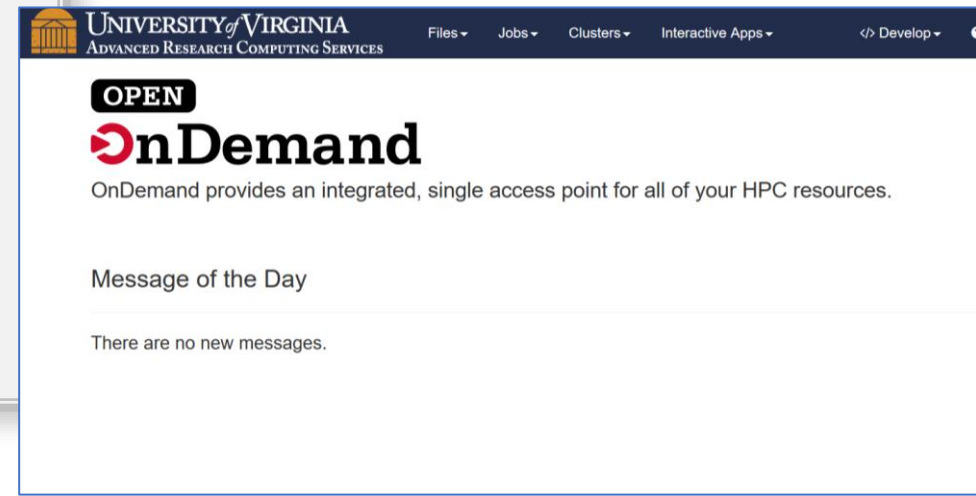 UNIVERSITY of VIRGINIA
ADVANCED RESEARCH COMPUTING SERVICES
Files Jobs Clusters Interactive Apps </> Develop
OPEN
OnDemand
OnDemand provides an integrated, single access point for all of your HPC resources.
Message of the Day
There are no new messages.